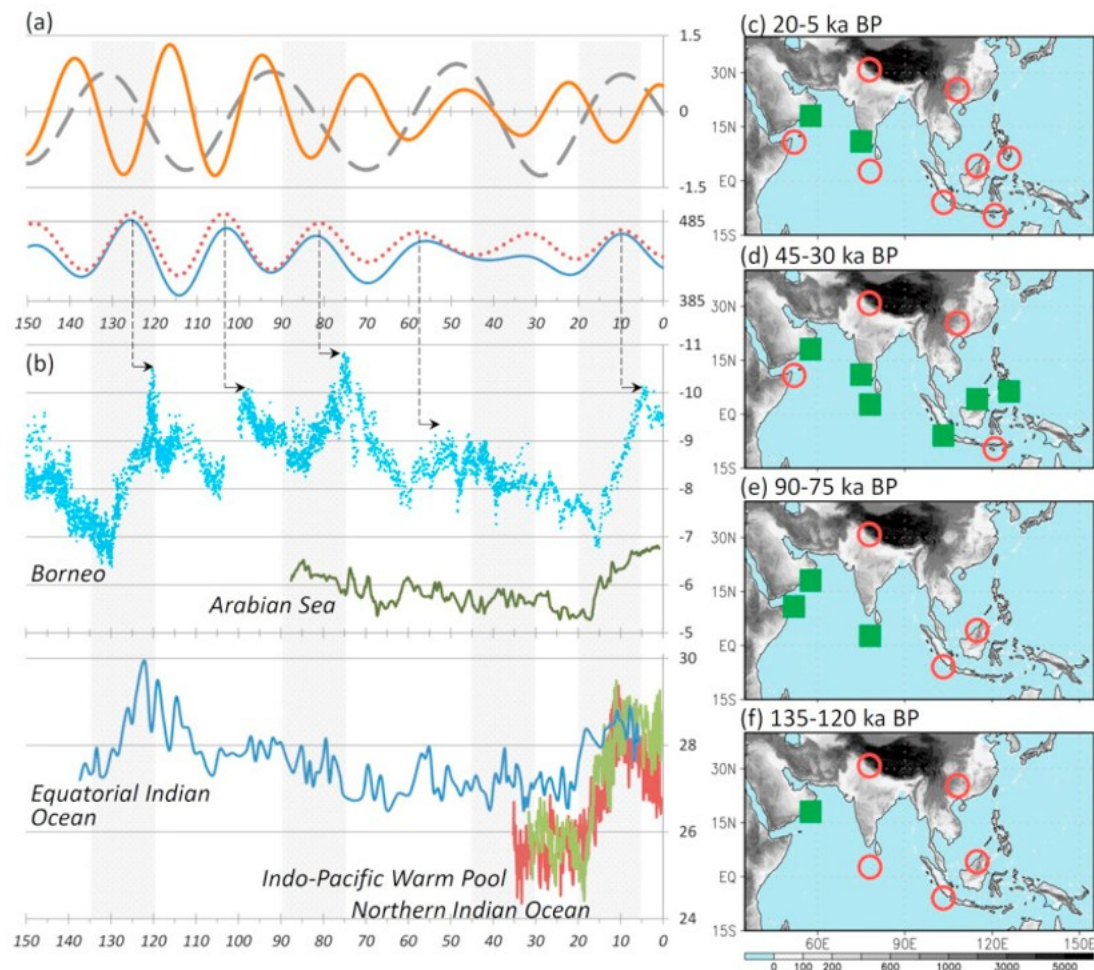 (a)
1.5
0
-1.5
485
385
150 140 130 120 110 100 90 80 70 60 50 40 30 20 10 0
(b)
-11
-10
-9
-8
-7
-6
-5
Borneo
Arabian Sea
30
28
26
24
Equatorial Indian
Ocean
Indo-Pacific Warm Pool
Northern Indian Ocean
150 140 130 120 110 100 90 80 70 60 50 40 30 20 10 0
(c) 20-5 ka BP
30N
15N
EQ
15S
(d) 45-30 ka BP
30N
15N
EQ
15S
(e) 90-75 ka BP
30N
15N
EQ
15S
(f) 135-120 ka BP
30N
15N
EQ
15S
60E 90E 120E 150E
0 100 200 600 1000 3000 5000